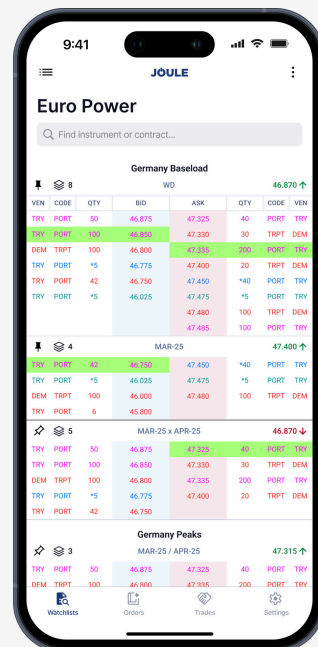 9:41
JOULE
Euro Power
Find instrument or contract...
Germany Baseload
8 WD 46.870 ↑
VEN CODE QTY BID ASK QTY CODE VEN
TRY PORT 50 46.875 47.325 40 PORT TRY
TRY PORT 100 46.850 47.330 30 TRPT DEM
DEM TRPT 100 46.800 47.335 200 PORT TRY
TRY PORT *5 46.775 47.400 20 TRPT DEM
TRY PORT 42 46.750 47.450 *40 PORT TRY
TRY PORT *5 46.025 47.475 *5 PORT TRY
47.480 100 TRPT DEM
47.485 100 PORT TRY
4 MAR-25 47.400 ↑
TRY PORT 42 46.750 47.450 *40 PORT TRY
TRY PORT *5 46.025 47.475 *5 PORT TRY
DEM TRPT 100 46.000 47.480 100 TRPT DEM
TRY PORT 6 45.800
5 MAR-25 x APR-25 46.870 ↓
TRY PORT 50 46.875 47.325 40 PORT TRY
TRY PORT 100 46.850 47.330 30 TRPT DEM
DEM TRPT 100 46.800 47.335 200 PORT TRY
TRY PORT *5 46.775 47.400 20 TRPT DEM
TRY PORT 42 46.750
Germany Peaks
3 MAR-25 / APR-25 47.315 ↑
TRY PORT 50 46.875 47.325 40 PORT TRY
DEM TRPT 100 46.800 47.335 200 PORT TRY
Watchlists Orders Trades Settings